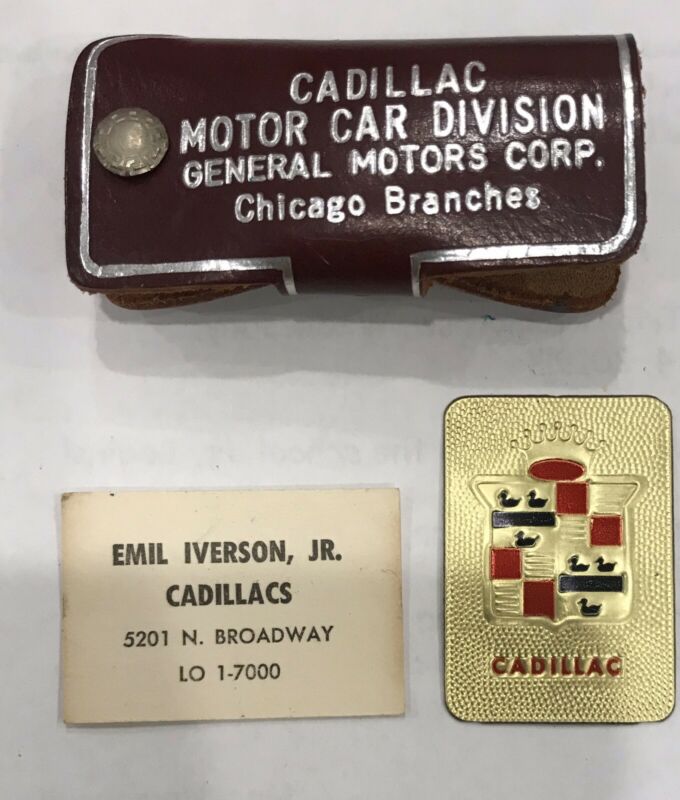 CADILLAC
MOTOR CAR DIVISION
GENERAL MOTORS CORP.
Chicago Branches
EMIL IVERSON, JR.
CADILLACS
5201 N. BROADWAY
LO 1-7000
CADILLAC